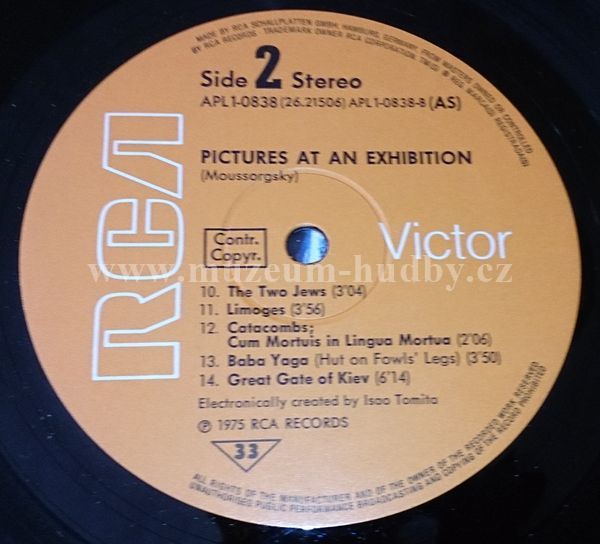 MADE BY RCA SCHALLPLATTEN GMBH, HAMBURG, GERMANY, FROM MASTERS OWNED OR CONTROLLED
BY RCA RECORDS · TRADEMARK OWNER RCA CORPORATION TM(S) ® REG. MARCA(S) REGISTRADA(S)
Side 2 Stereo
APL1-0838 (26.21506) APL1-0838-B (AS)
PICTURES AT AN EXHIBITION
(Moussorgsky)
RCA
Contr.
Copyr.
Victor
www.muzeum-hudby.cz
10. The Two Jews (3'04)
11. Limoges (3'56)
12. Catacombs;
Cum Mortuis in Lingua Mortua (2'06)
13. Baba Yaga (Hut on Fowls' Legs) (3'50)
14. Great Gate of Kiev (6'14)
Electronically created by Isao Tomita
℗ 1975 RCA RECORDS
33
ALL RIGHTS OF THE MANUFACTURER AND OF THE OWNER OF THE RECORDED WORK RESERVED
UNAUTHORISED PUBLIC PERFORMANCE BROADCASTING AND COPYING OF THE RECORD PROHIBITED